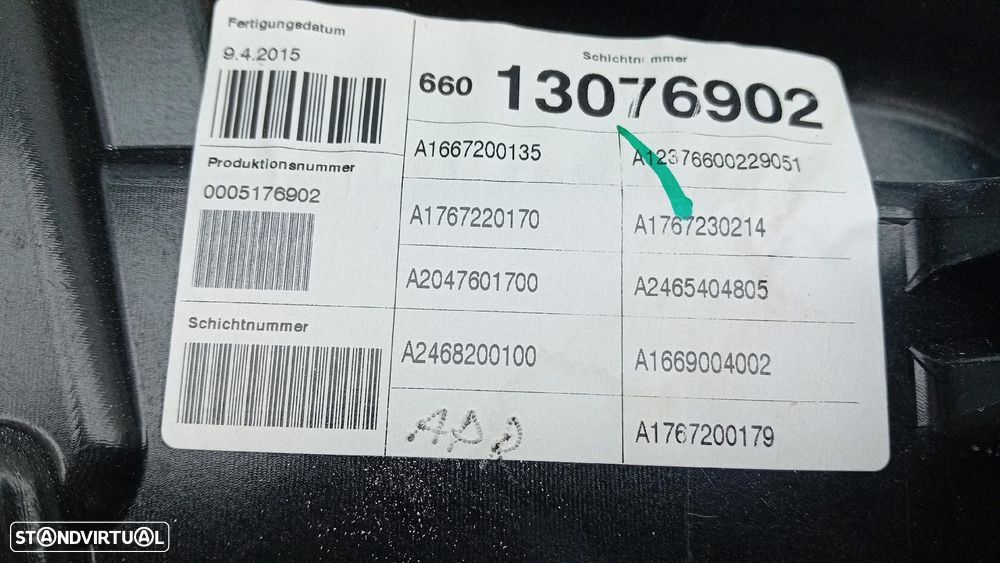 Fertigungsdatum
9.4.2015
Produktionsnummer
0005176902
Schichtnummer
Schichtnummer
660 13076902
A1667200135
A12376600229051
A1767220170
A1767230214
A2047601700
A2465404805
A2468200100
A1669004002
A1767200179
STANDVIRTUAL